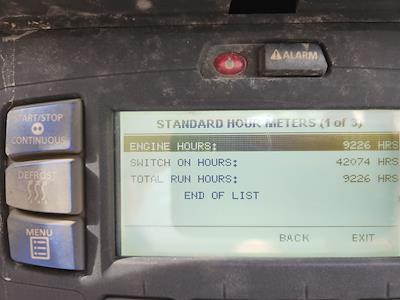 ALARM
START/STOP
CONTINUOUS
DEFROST
MENU
STANDARD HOUR METERS (1 of 3)
ENGINE HOURS: 9226 HRS
SWITCH ON HOURS: 42074 HRS
TOTAL RUN HOURS: 9226 HRS
END OF LIST
BACK EXIT